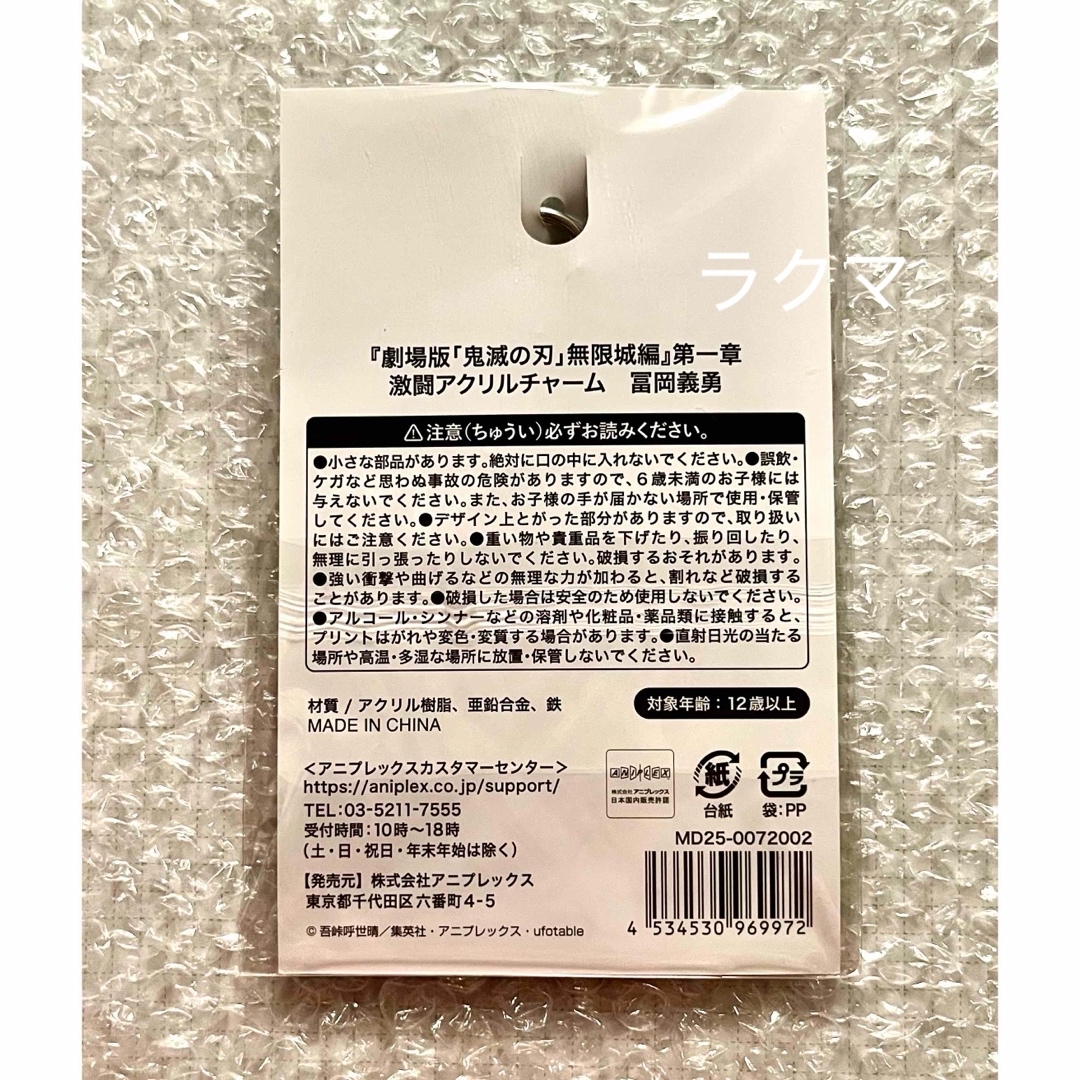 ラクマ
『劇場版「鬼滅の刃」無限城編』第一章
激闘アクリルチャーム　冨岡義勇
⚠注意(ちゅうい)必ずお読みください。
●小さな部品があります。絶対に口の中に入れないでください。●誤飲・
ケガなど思わぬ事故の危険がありますので、6歳未満のお子様には
与えないでください。また、お子様の手が届かない場所で使用・保管
してください。●デザイン上とがった部分がありますので、取り扱い
にはご注意ください。●重い物や貴重品を下げたり、振り回したり、
無理に引っ張ったりしないでください。破損するおそれがあります。
●強い衝撃や曲げるなどの無理な力が加わると、割れなど破損する
ことがあります。●破損した場合は安全のため使用しないでください。
●アルコール・シンナーなどの溶剤や化粧品・薬品類に接触すると、
プリントはがれや変色・変質する場合があります。●直射日光の当たる
場所や高温・多湿な場所に放置・保管しないでください。
材質 / アクリル樹脂、亜鉛合金、鉄
MADE IN CHINA
対象年齢：12歳以上
<アニプレックスカスタマーセンター>
https://aniplex.co.jp/support/
TEL:03-5211-7555
受付時間：10時〜18時
(土・日・祝日・年末年始は除く)
【発売元】株式会社アニプレックス
東京都千代田区六番町4-5
©吾峠呼世晴／集英社・アニプレックス・ufotable
ANIPLEX
株式会社アニプレックス
日本国内販売許諾
紙
台紙
プラ
袋：PP
MD25-0072002
4 534530 969972